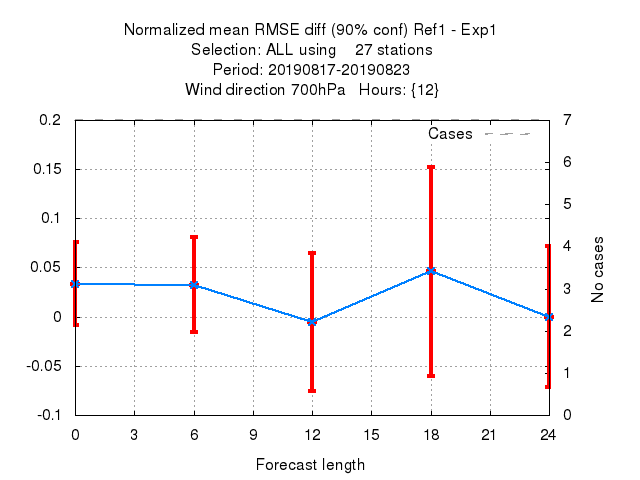 Normalized mean RMSE diff (90% conf) Ref1 - Exp1
Selection: ALL using 27 stations
Period: 20190817-20190823
Wind direction 700hPa Hours: {12}
Cases
0.2
0.15
0.1
0.05
0
-0.05
-0.1
7
6
5
4
3
2
1
0
No cases
0 3 6 9 12 15 18 21 24
Forecast length